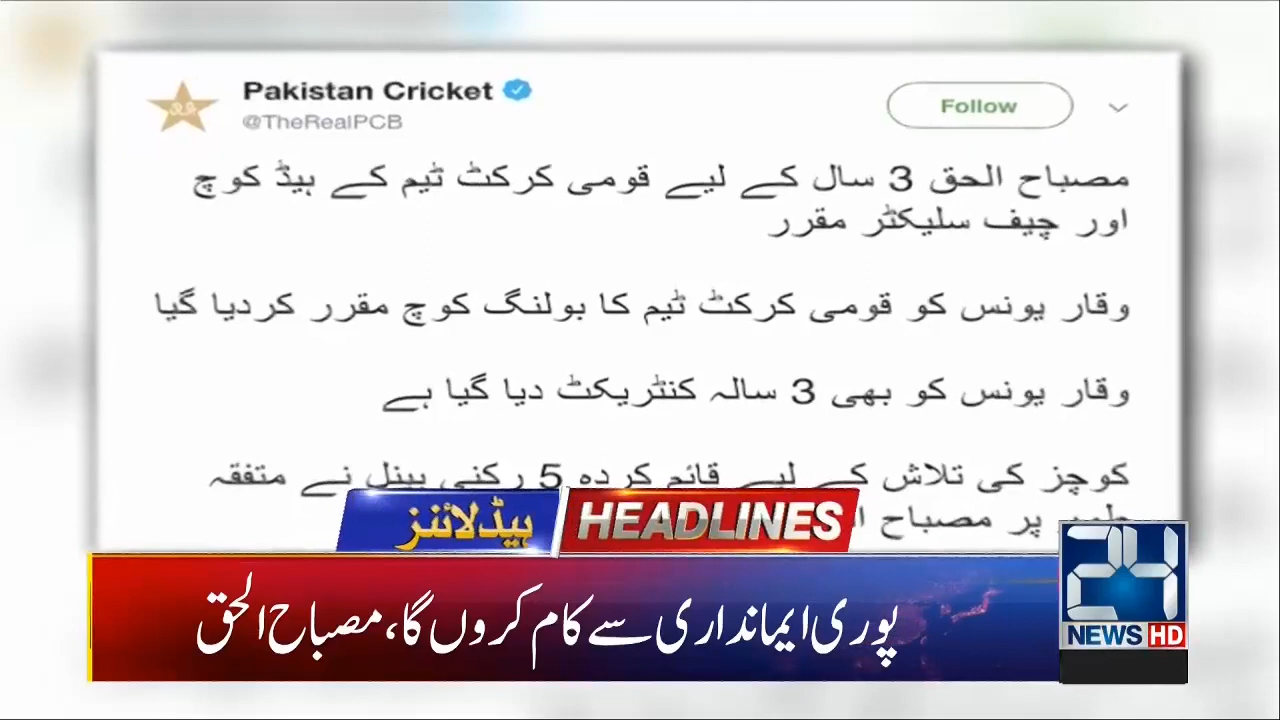 Pakistan Cricket
@TheRealPCB
Follow
مصباح الحق 3 سال کے لیے قومی کرکٹ ٹیم کے ہیڈ کوچ
اور چیف سلیکٹر مقرر
وقار یونس کو قومی کرکٹ ٹیم کا بولنگ کوچ مقرر کردیا گیا
وقار یونس کو بھی 3 سالہ کنٹریکٹ دیا گیا ہے
کوچز کی تلاش کے لیے قائم کردہ 5 رکنی پینل نے متفقہ
طور پر مصباح
ہیڈلائنز HEADLINES
پوری ایمانداری سے کام کروں گا، مصباح الحق
24
NEWS HD